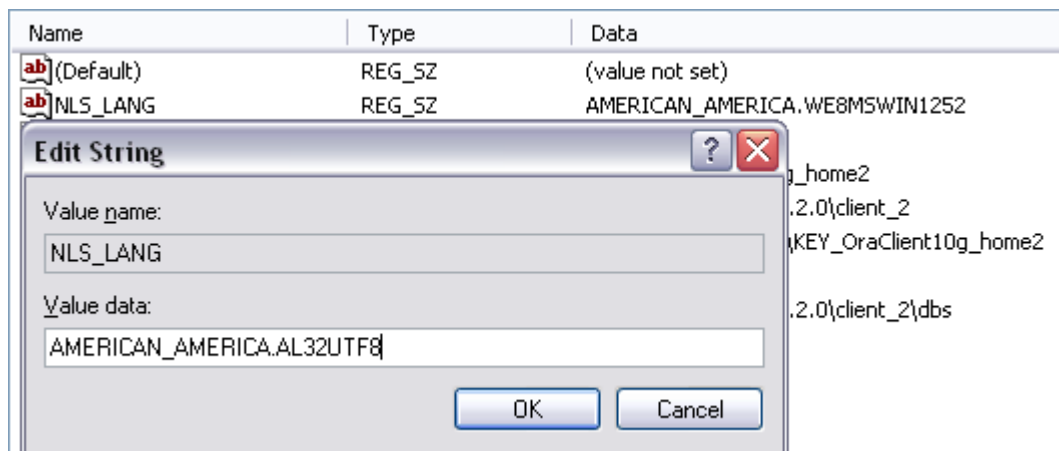 Name Type Data
(Default) REG_SZ (value not set)
NLS_LANG REG_SZ AMERICAN_AMERICA.WE8MSWIN1252
Edit String
g_home2
Value name: .2.0\client_2
NLS_LANG \KEY_OraClient10g_home2
Value data: .2.0\client_2\dbs
AMERICAN_AMERICA.AL32UTF8
OK Cancel